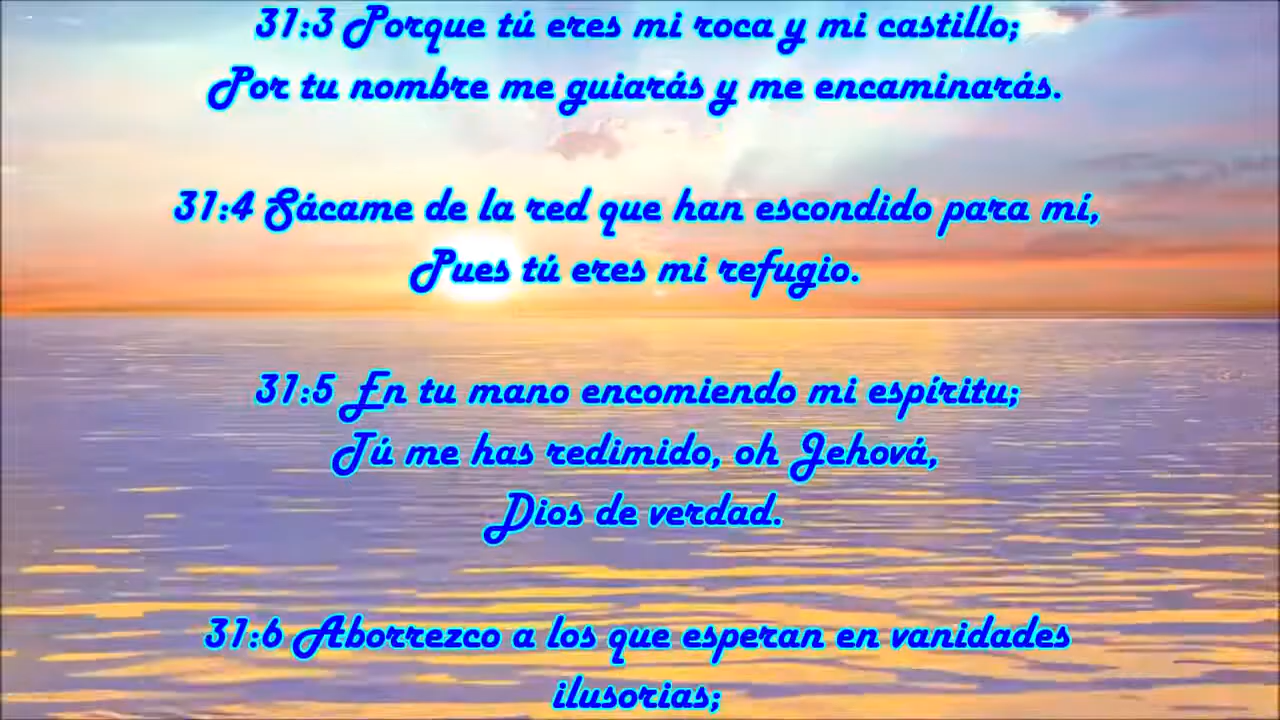 31:3 Porque tú eres mi roca y mi castillo;
Por tu nombre me guiarás y me encaminarás.
31:4 Sácame de la red que han escondido para mí,
Pues tú eres mi refugio.
31:5 En tu mano encomiendo mi espíritu;
Tú me has redimido, oh Jehová,
Dios de verdad.
31:6 Aborrezco a los que esperan en vanidades
ilusorias;